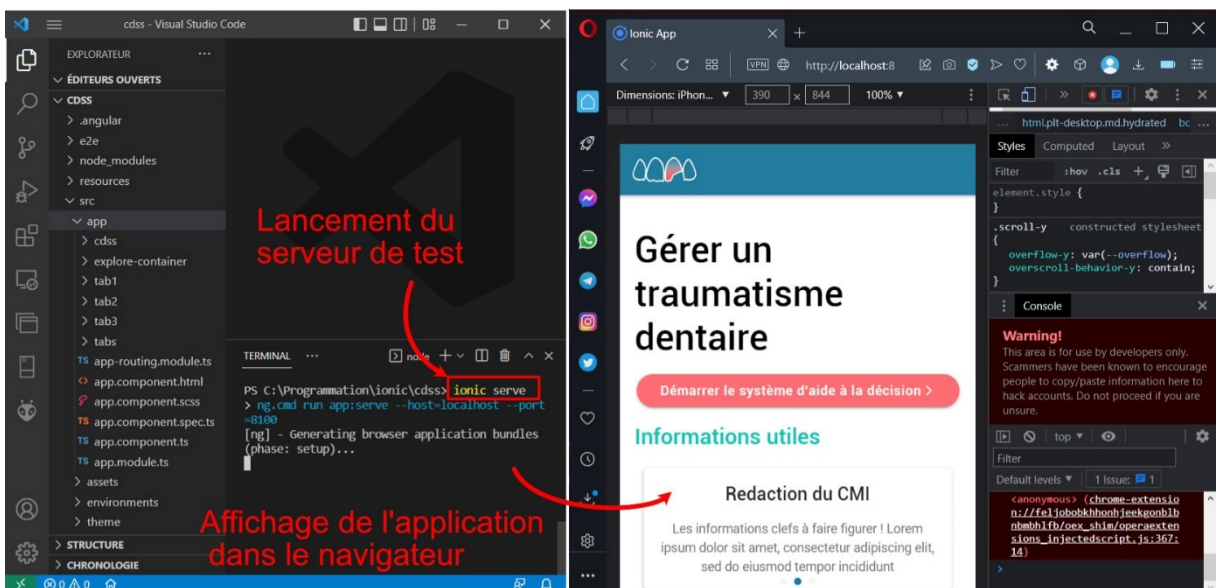 cdss - Visual Studio Code
EXPLORATEUR
ÉDITEURS OUVERTS
CDSS
.angular
e2e
node_modules
resources
src
app
cdss
explore-container
tab1
tab2
tab3
tabs
TS app-routing.module.ts
<> app.component.html
app.component.scss
TS app.component.spec.ts
TS app.component.ts
TS app.module.ts
assets
environments
theme
STRUCTURE
CHRONOLOGIE
0 0
Lancement du
serveur de test
TERMINAL ... node
PS C:\Programmation\ionic\cdss> ionic serve
> ng.cmd run app:serve --host=localhost --port
=8100
[ng] - Generating browser application bundles
(phase: setup)...
Affichage de l'application
dans le navigateur
Ionic App
VPN http://localhost:8
Dimensions: iPhon... 390 x 844 100%
Gérer un
traumatisme
dentaire
Démarrer le système d'aide à la décision >
Informations utiles
Redaction du CMI
Les informations clefs à faire figurer ! Lorem
ipsum dolor sit amet, consectetur adipiscing elit,
sed do eiusmod tempor incididunt
... html.plt-desktop.md.hydrated bc ...
Styles Computed Layout »
Filter :hov .cls +
element.style {
}
.scroll-y constructed stylesheet
{
overflow-y: var(--overflow);
overscroll-behavior-y: contain;
}
Console
Warning!
This area is for use by developers only.
Scammers have been known to encourage
people to copy/paste information here to
hack accounts. Do not proceed if you are
unsure.
top
Filter
Default levels 1 Issue: 1
<anonymous> (chrome-extensio
n://feljobobkhhonhjeekgonblb
nbmbhlfb/oex_shim/operaexten
sions_injectedscript.js:367:
14)
>